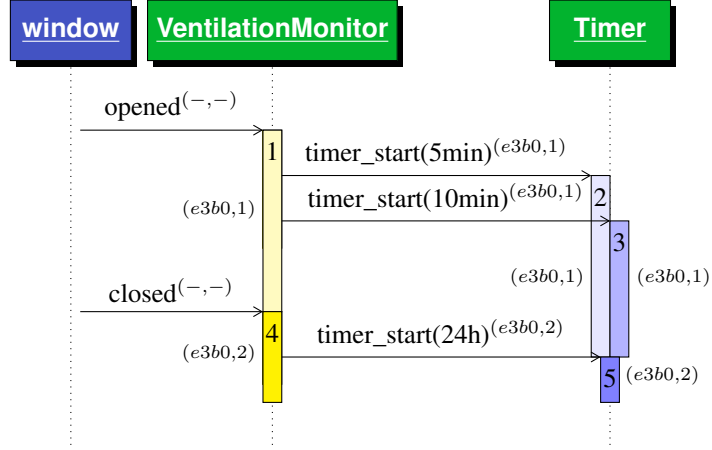 window VentilationMonitor Timer
opened(−,−)
1 timer_start(5min)(e3b0,1)
2
(e3b0,1) timer_start(10min)(e3b0,1)
3
(e3b0,1) (e3b0,1)
closed(−,−)
4 timer_start(24h)(e3b0,2)
(e3b0,2)
5 (e3b0,2)